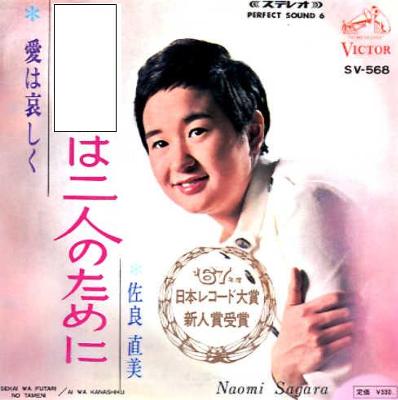 ステレオ
PERFECT SOUND 6
VICTOR
SV-568
は二人のために
＊愛は哀しく
＊佐良直美
'67年度
日本レコード大賞
新人賞受賞
Naomi Sagara
SEKAI WA FUTARI
NO TAMENI / AI WA KANASHIKU
定価 ¥330